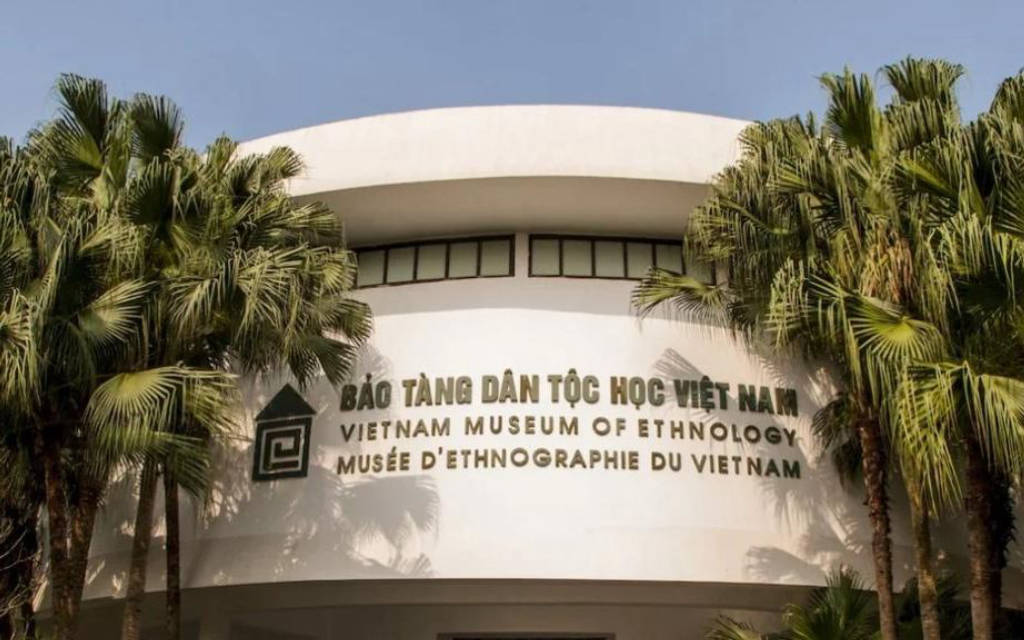 BẢO TÀNG DÂN TỘC HỌC VIỆT NAM
VIETNAM MUSEUM OF ETHNOLOGY
MUSÉE D'ETHNOGRAPHIE DU VIETNAM